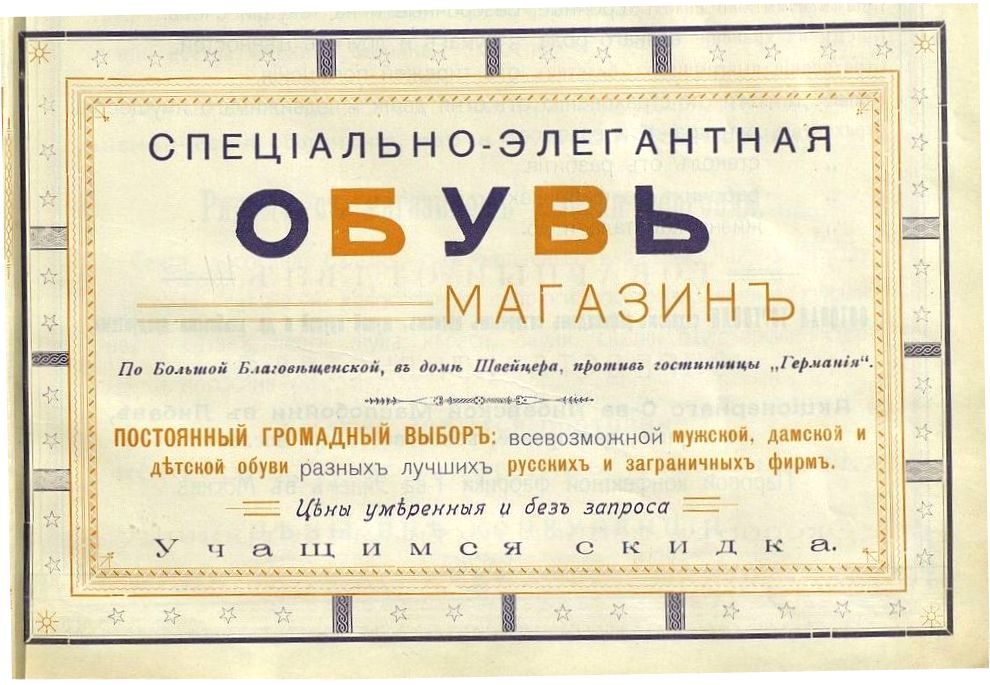 СПЕЦІАЛЬНО-ЭЛЕГАНТНАЯ
ОБУВЬ
МАГАЗИНЪ
По Большой Благовѣщенской, въ домѣ Швейцера, противъ гостинницы „Германія“.
ПОСТОЯННЫЙ ГРОМАДНЫЙ ВЫБОРЪ: всевозможной мужской, дамской и
дѣтской обуви разныхъ лучшихъ русскихъ и заграничныхъ фирмъ.
Цѣны умѣренныя и безъ запроса
Учащимся скидка.